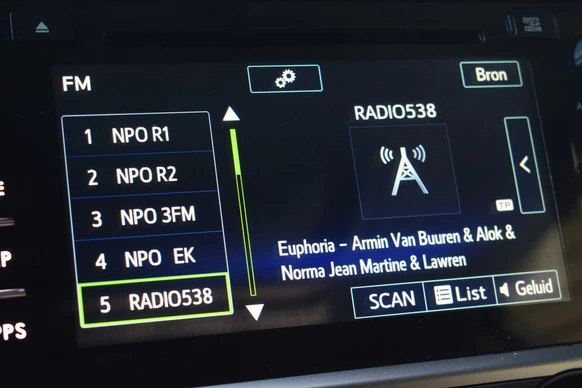 FM
Bron
1 NPO R1
2 NPO R2
3 NPO 3FM
4 NPO EK
5 RADIO538
RADIO538
TP
Euphoria – Armin Van Buuren & Alok &
Norma Jean Martine & Lawren
SCAN
List
Geluid